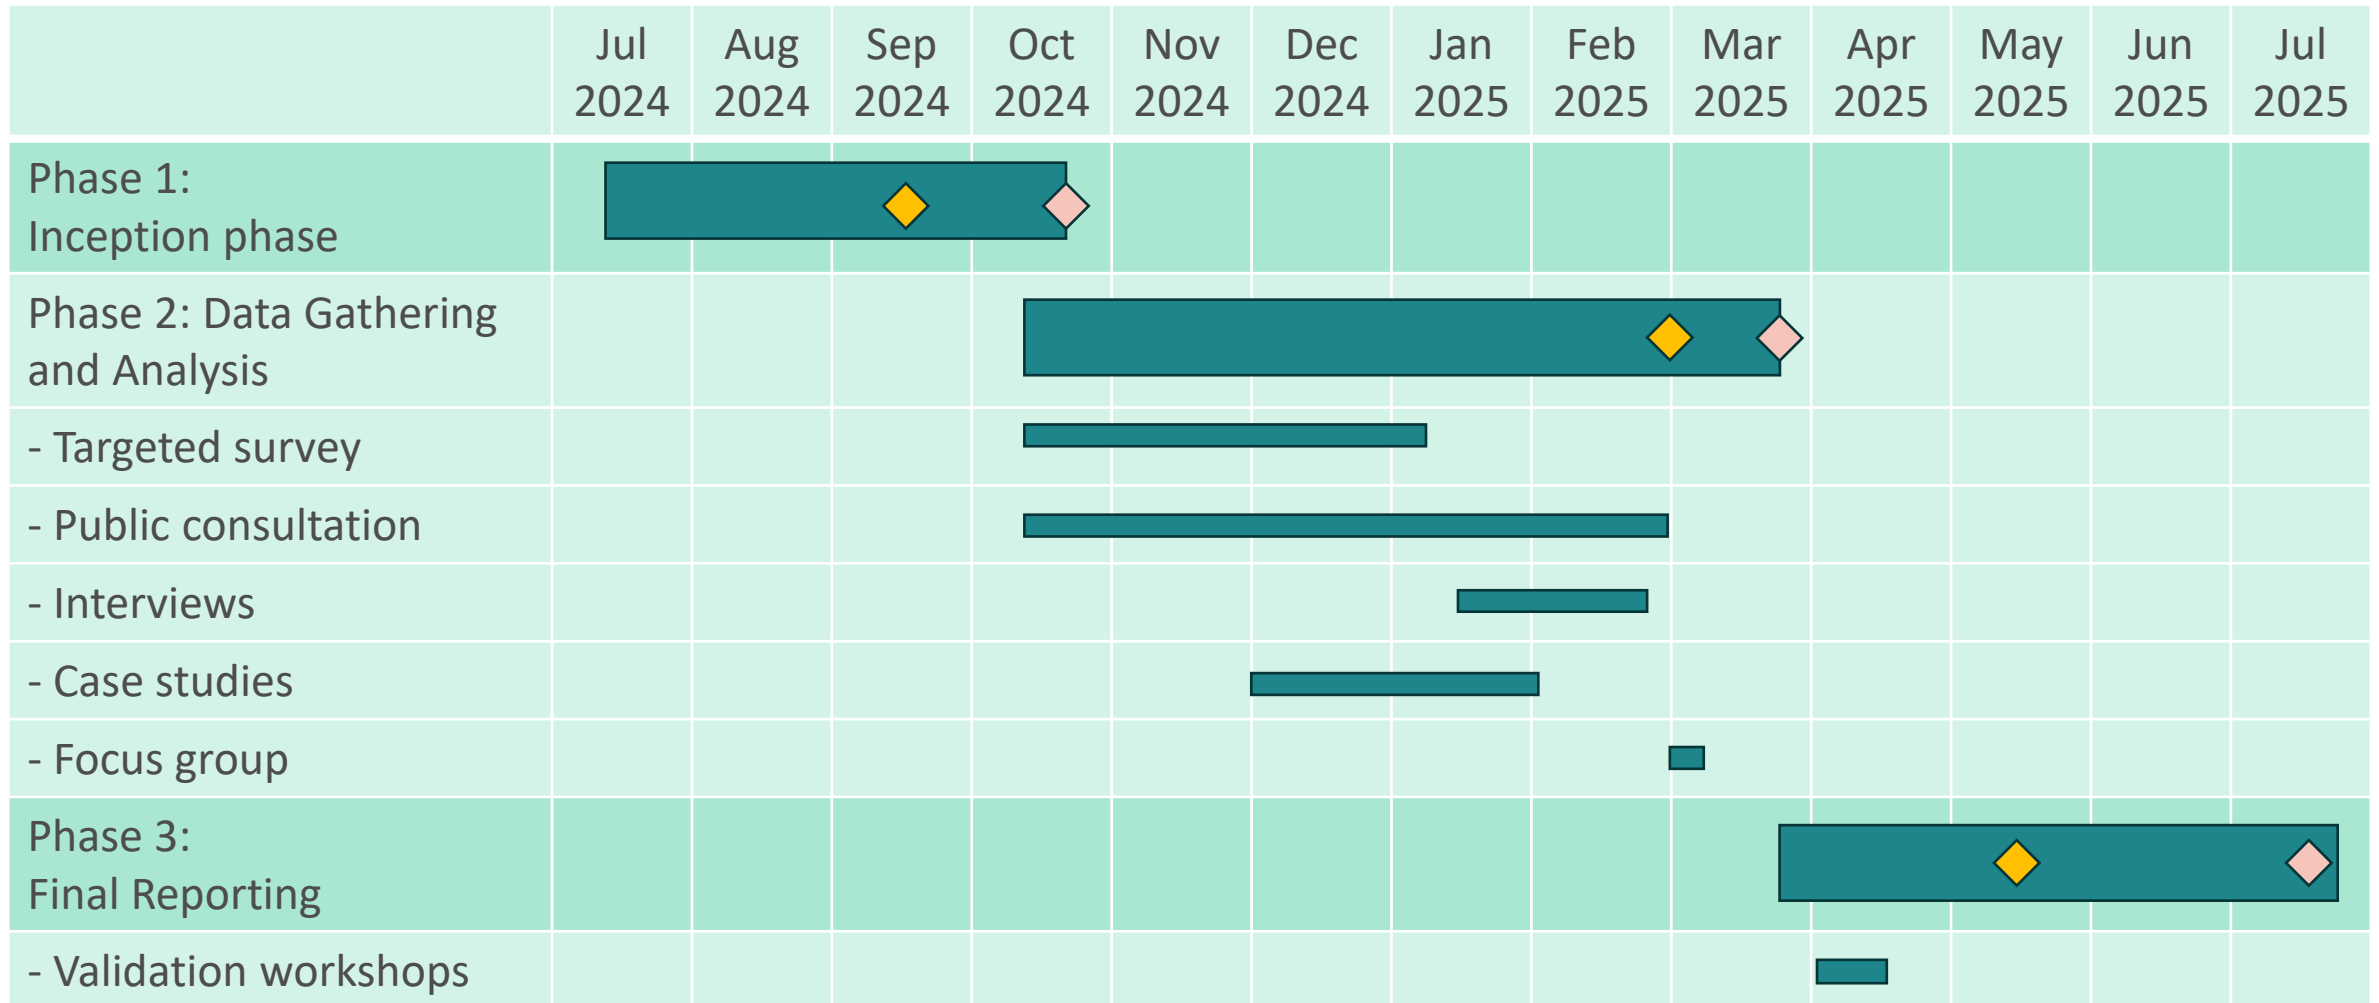 Jul Aug Sep Oct Nov Dec Jan Feb Mar Apr May Jun Jul
2024 2024 2024 2024 2024 2024 2025 2025 2025 2025 2025 2025 2025
Phase 1:
Inception phase
Phase 2: Data Gathering
and Analysis
- Targeted survey
- Public consultation
- Interviews
- Case studies
- Focus group
Phase 3:
Final Reporting
- Validation workshops